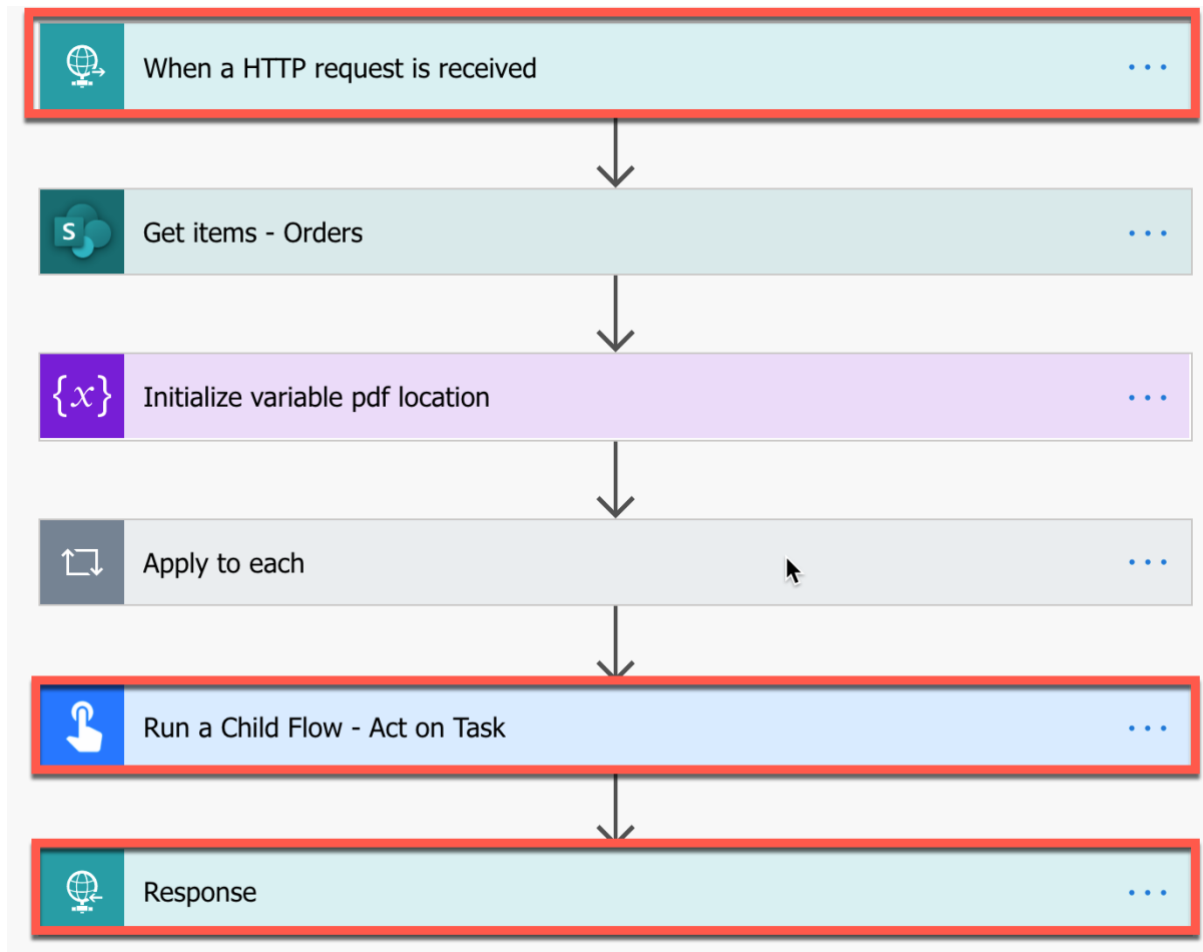 When a HTTP request is received
S
Get items - Orders
{x}
Initialize variable pdf location
Apply to each
Run a Child Flow - Act on Task
Response